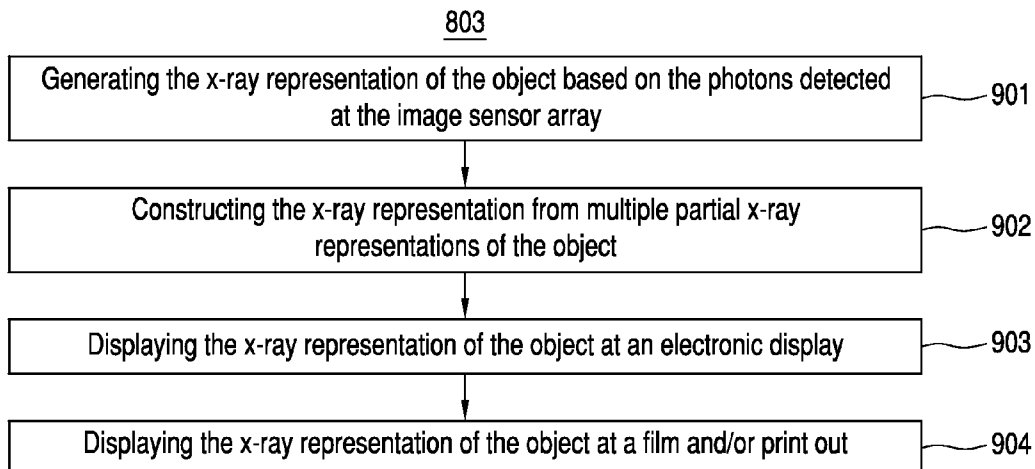 803
Generating the x-ray representation of the object based on the photons detected
at the image sensor array
901
Constructing the x-ray representation from multiple partial x-ray
representations of the object
902
Displaying the x-ray representation of the object at an electronic display
903
Displaying the x-ray representation of the object at a film and/or print out
904